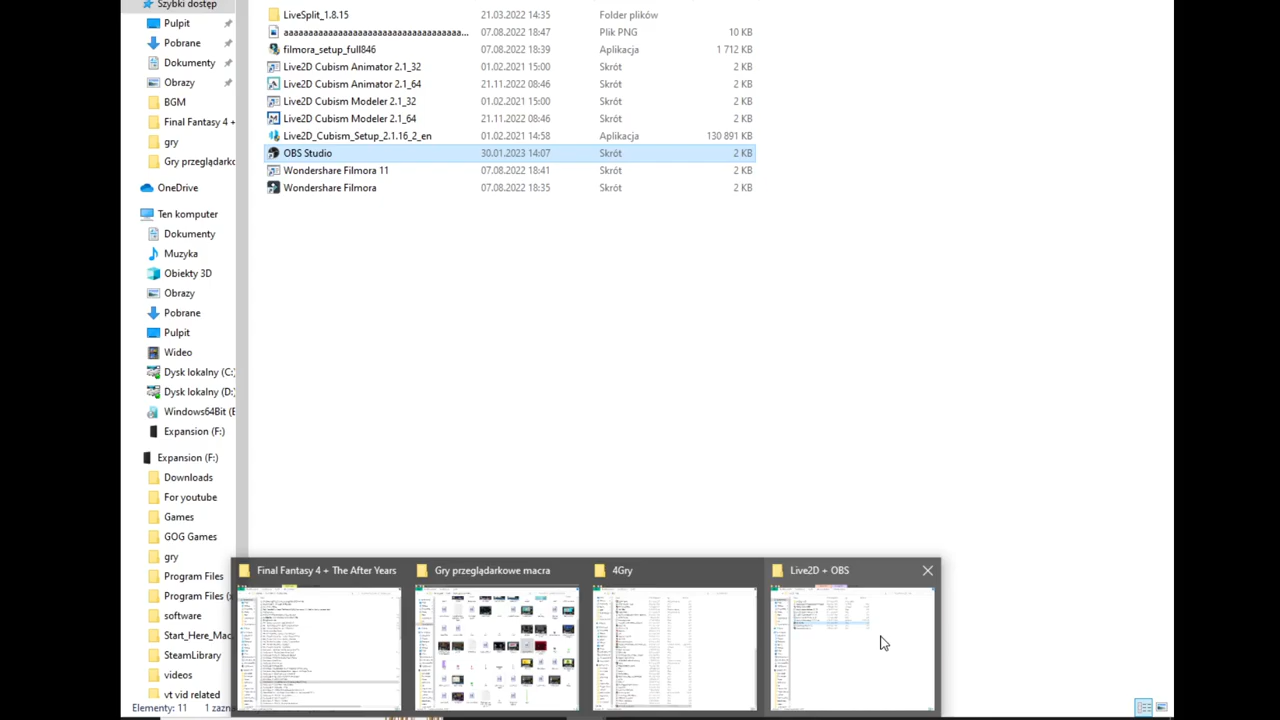 Szybki dostęp
Pulpit
Pobrane
Dokumenty
Obrazy
BGM
Final Fantasy 4 +
gry
Gry przeglądarkc
OneDrive
Ten komputer
Dokumenty
Muzyka
Obiekty 3D
Obrazy
Pobrane
Pulpit
Wideo
Dysk lokalny (C:
Dysk lokalny (D:
Windows64Bit (E
Expansion (F:)
Expansion (F:)
Downloads
For youtube
Games
GOG Games
gry
Program Files
Program Files (
software
Start_Here_Mac
SteamLibrary
videos
vt vid related
LiveSplit_1.8.15 21.03.2022 14:35 Folder plików
07.08.2022 18:47 Plik PNG 10 KB
filmora_setup_full846 07.08.2022 18:39 Aplikacja 1 712 KB
Live2D Cubism Animator 2.1_32 01.02.2021 15:00 Skrót 2 KB
Live2D Cubism Animator 2.1_64 21.11.2022 08:46 Skrót 2 KB
Live2D Cubism Modeler 2.1_32 01.02.2021 15:00 Skrót 2 KB
Live2D Cubism Modeler 2.1_64 21.11.2022 08:46 Skrót 2 KB
Live2D_Cubism_Setup_2.1.16_2_en 01.02.2021 14:58 Aplikacja 130 891 KB
OBS Studio 30.01.2023 14:07 Skrót 2 KB
Wondershare Filmora 11 07.08.2022 18:41 Skrót 2 KB
Wondershare Filmora 07.08.2022 18:35 Skrót 2 KB
Final Fantasy 4 + The After Years
Gry przeglądarkowe macra
4Gry
Live2D + OBS
Elementy: 11 1 zazna